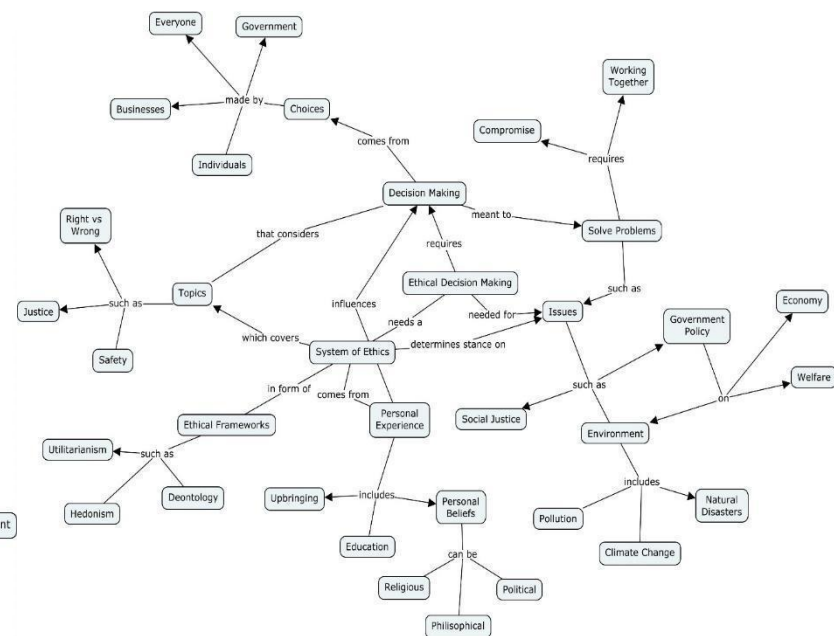 Everyone
Government
made by
Businesses
Choices
Individuals
comes from
Working
Together
Compromise
requires
Decision Making
meant to
Solve Problems
Right vs
Wrong
that considers
requires
such as
Topics
Justice
such as
Safety
influences
Ethical Decision Making
needs a
needed for
Issues
which covers
System of Ethics
determines stance on
Government
Policy
Economy
Welfare
such as
on
Social Justice
Environment
in form of
comes from
Ethical Frameworks
Personal
Experience
Utilitarianism
such as
Hedonism
Deontology
Upbringing
includes
Personal
Beliefs
Education
can be
Religious
Political
Philisophical
includes
Pollution
Natural
Disasters
Climate Change
nt